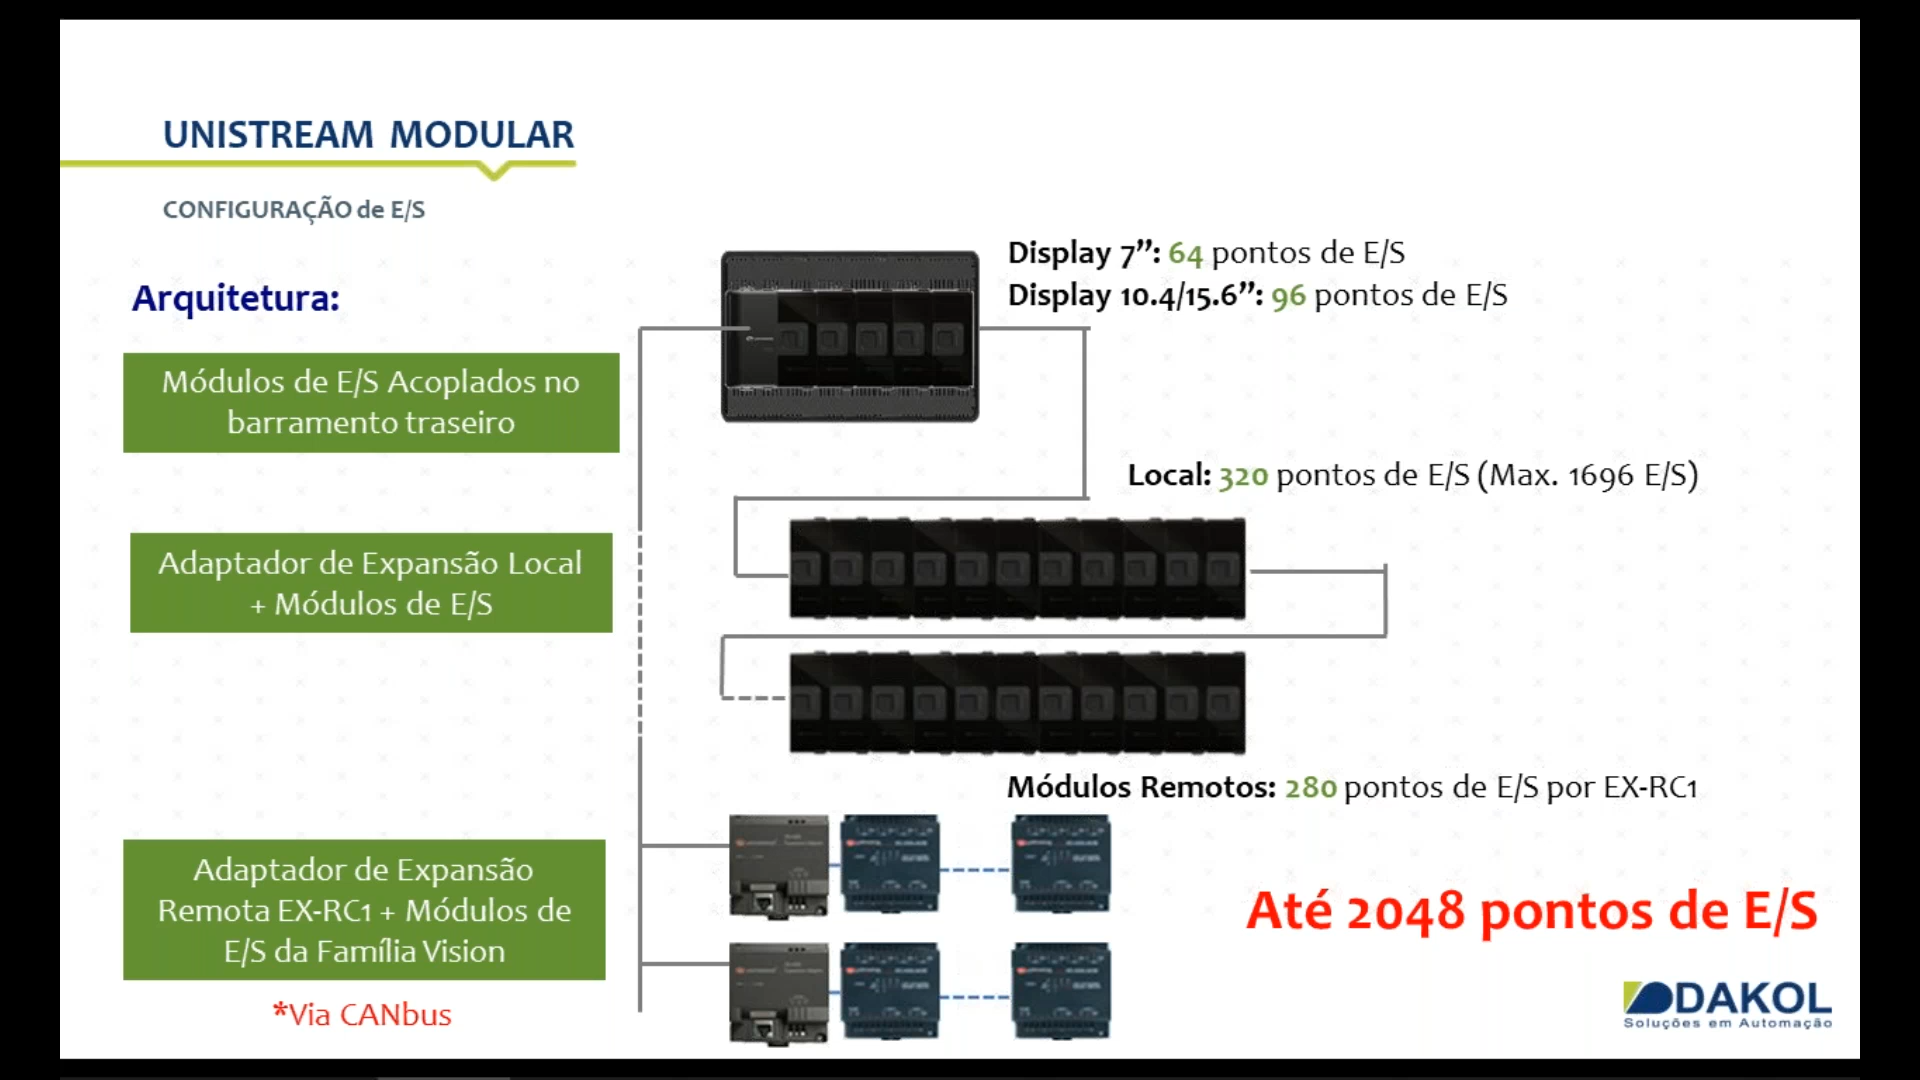 UNISTREAM MODULAR
CONFIGURAÇÃO de E/S
Arquitetura:
Display 7”: 64 pontos de E/S
Display 10.4/15.6”: 96 pontos de E/S
Módulos de E/S Acoplados no
barramento traseiro
Local: 320 pontos de E/S (Max. 1696 E/S)
Adaptador de Expansão Local
+ Módulos de E/S
Módulos Remotos: 280 pontos de E/S por EX-RC1
Adaptador de Expansão
Remota EX-RC1 + Módulos de
E/S da Família Vision
*Via CANbus
Até 2048 pontos de E/S
DAKOL
Soluções em Automação